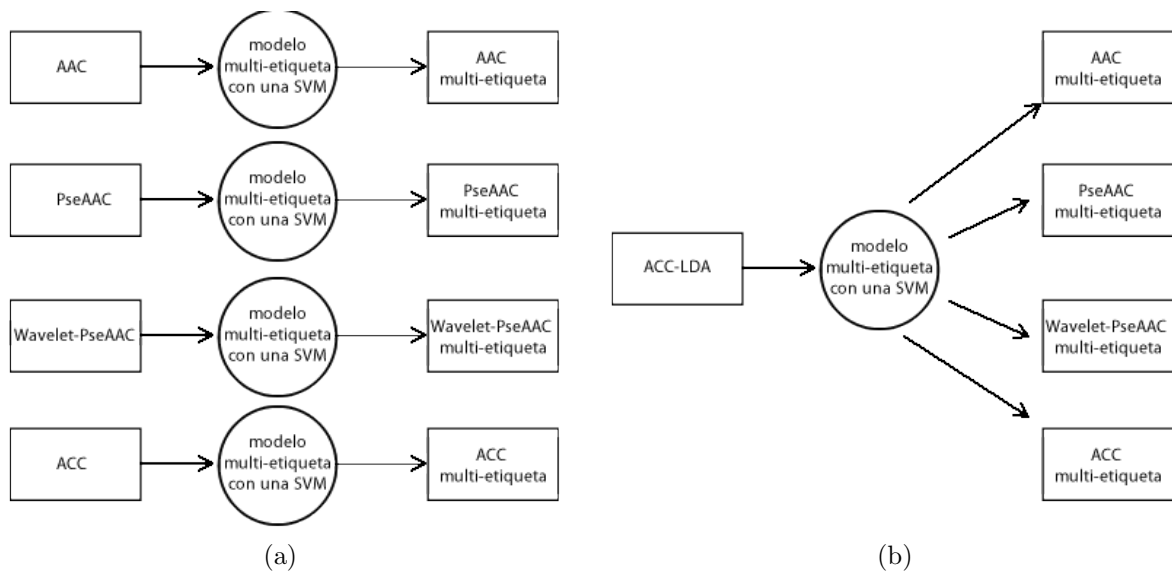 AAC
modelo
multi-etiqueta
con una SVM
AAC
multi-etiqueta
PseAAC
modelo
multi-etiqueta
con una SVM
PseAAC
multi-etiqueta
Wavelet-PseAAC
modelo
multi-etiqueta
con una SVM
Wavelet-PseAAC
multi-etiqueta
ACC
modelo
multi-etiqueta
con una SVM
ACC
multi-etiqueta
(a)
ACC-LDA
modelo
multi-etiqueta
con una SVM
AAC
multi-etiqueta
PseAAC
multi-etiqueta
Wavelet-PseAAC
multi-etiqueta
ACC
multi-etiqueta
(b)